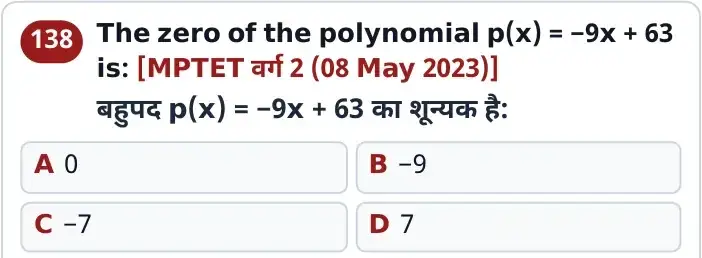 138 The zero of the polynomial p(x) = −9x + 63
is: [MPTET वर्ग 2 (08 May 2023)]
बहुपद p(x) = −9x + 63 का शून्यक है:
A 0
B −9
C −7
D 7